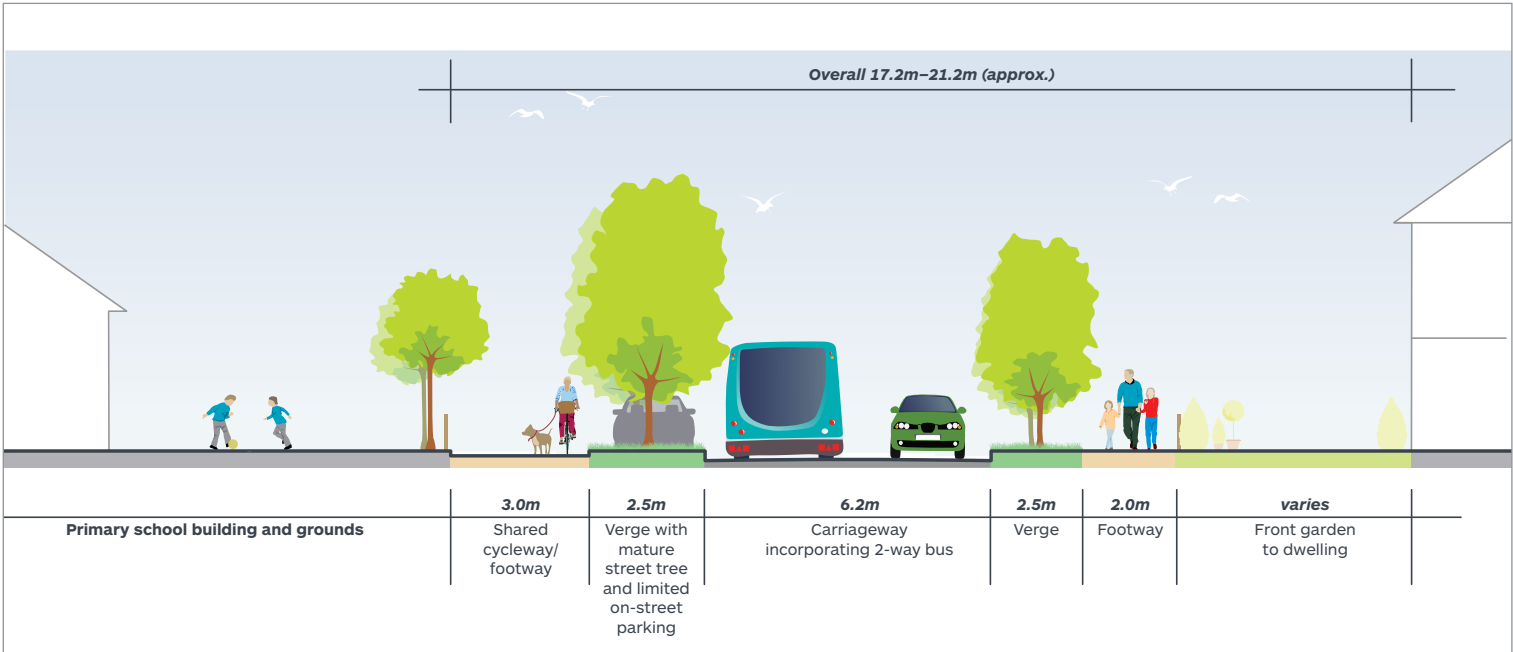 Overall 17.2m–21.2m (approx.)
Primary school building and grounds
3.0m
Shared
cycleway/
footway
2.5m
Verge with
mature
street tree
and limited
on-street
parking
6.2m
Carriageway
incorporating 2-way bus
2.5m
Verge
2.0m
Footway
varies
Front garden
to dwelling